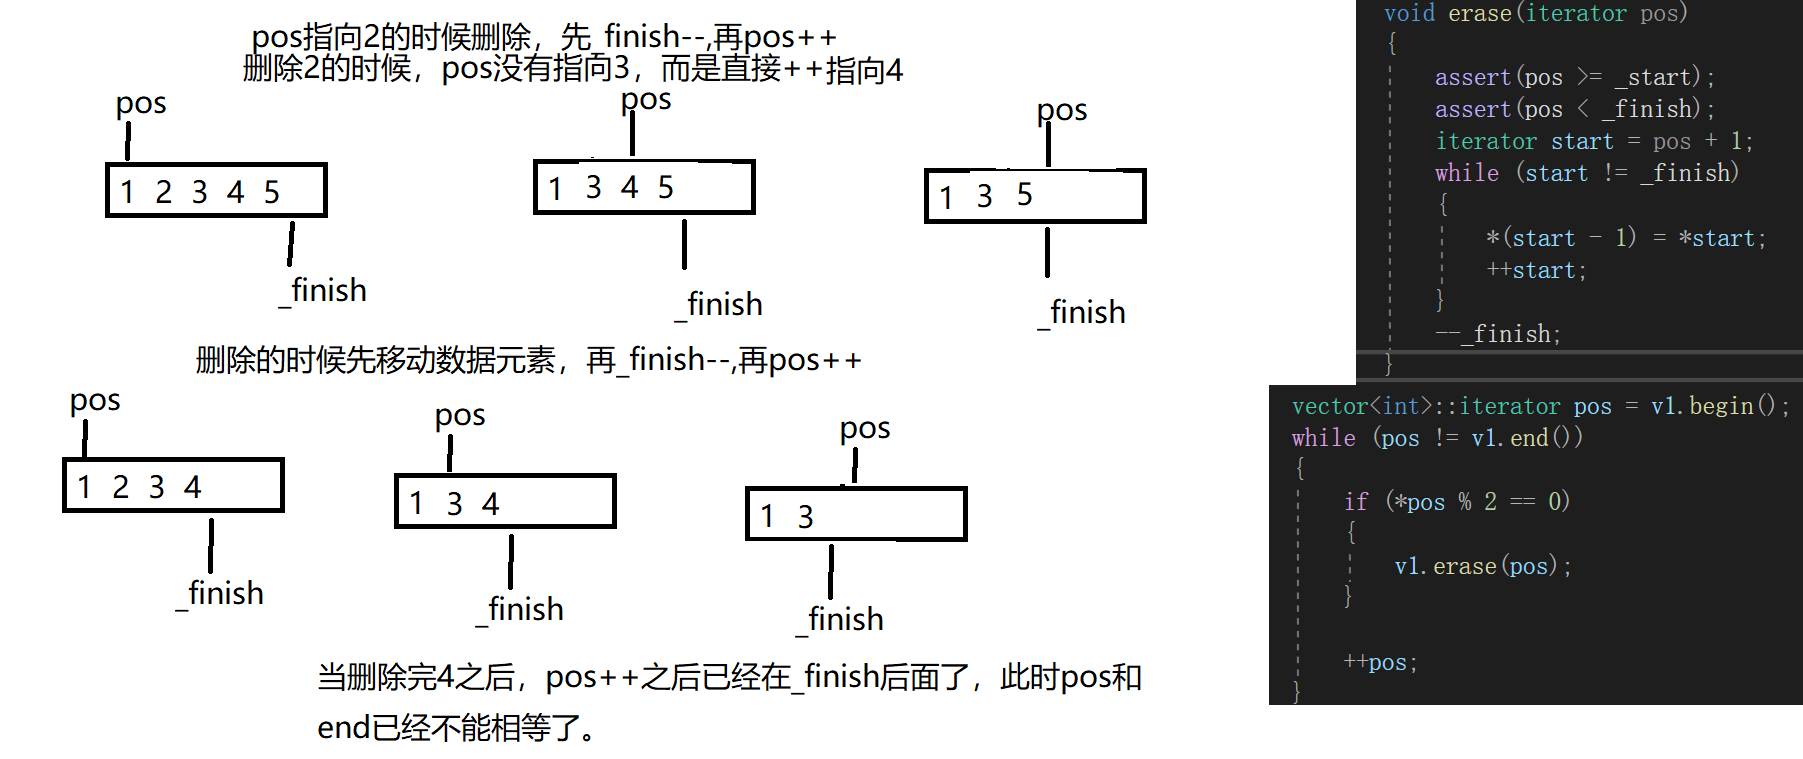 pos指向2的时候删除，先_finish--,再pos++
删除2的时候，pos没有指向3，而是直接++指向4
pos
pos
pos
1 2 3 4 5
1 3 4 5
1 3 5
_finish
_finish
_finish
删除的时候先移动数据元素，再_finish--,再pos++
pos
pos
pos
1 2 3 4
1 3 4
1 3
_finish
_finish
_finish
当删除完4之后，pos++之后已经在_finish后面了，此时pos和
end已经不能相等了。
void erase(iterator pos)
{
assert(pos >= _start);
assert(pos < _finish);
iterator start = pos + 1;
while (start != _finish)
{
*(start - 1) = *start;
++start;
}
--_finish;
}
vector<int>::iterator pos = v1.begin();
while (pos != v1.end())
{
if (*pos % 2 == 0)
{
v1.erase(pos);
}
++pos;
}